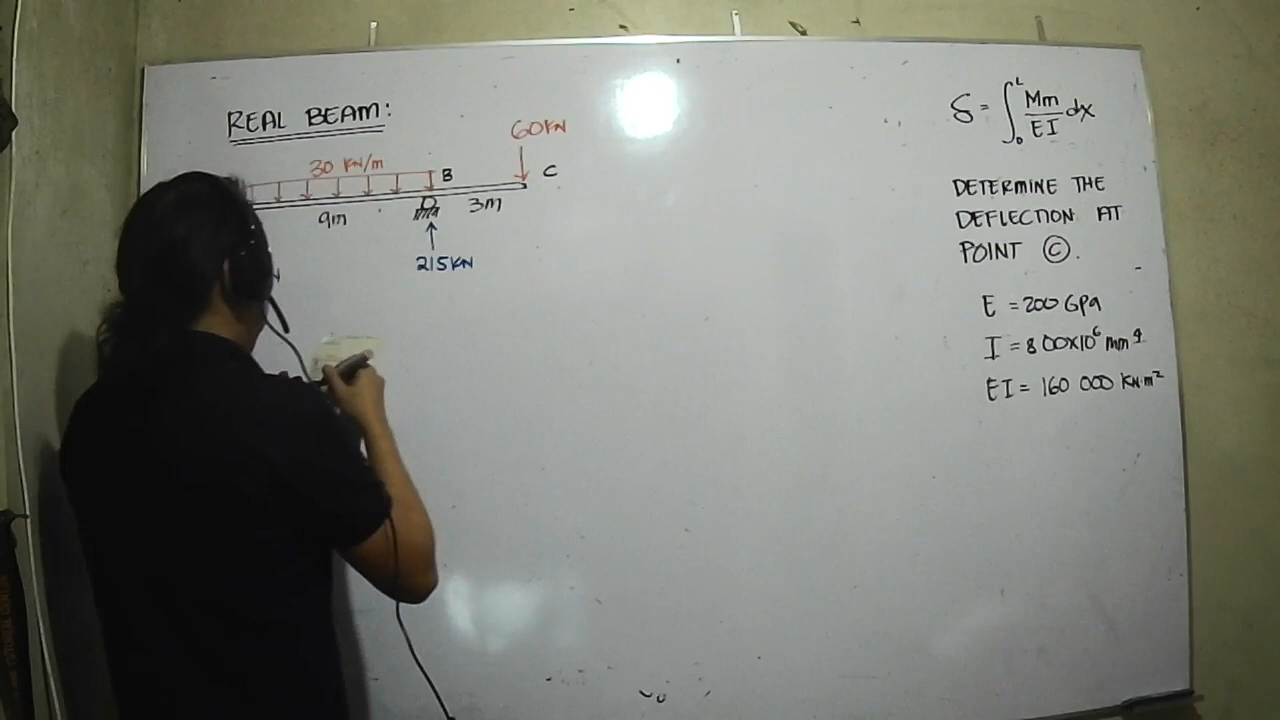 REAL BEAM:
60KN
30 KN/m
B
C
9m
3m
215KN
δ = ∫₀ᴸ Mm/EI dx
DETERMINE THE
DEFLECTION AT
POINT Ⓒ.
E = 200 GPa
I = 800x10⁶ mm⁴
EI = 160 000 KN·m²